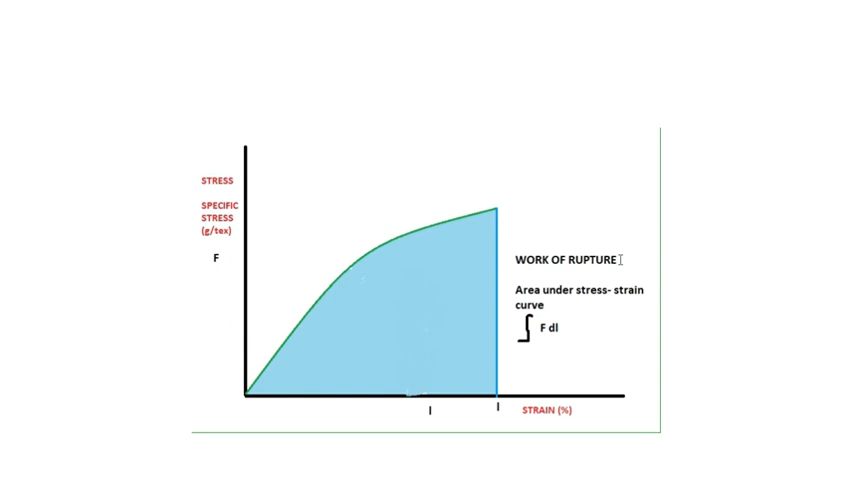 STRESS
SPECIFIC
STRESS
(g/tex)
F
WORK OF RUPTURE
Area under stress- strain
curve
∫ F dl
l
l
STRAIN (%)